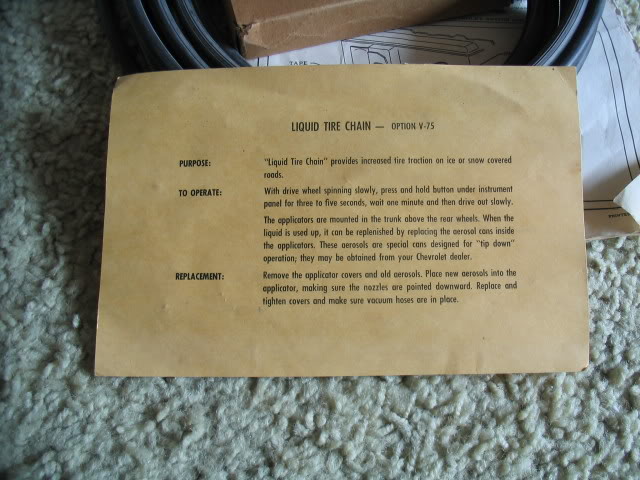 TAPE
LIQUID TIRE CHAIN — OPTION V-75
PURPOSE: "Liquid Tire Chain" provides increased tire traction on ice or snow covered
roads.
TO OPERATE: With drive wheel spinning slowly, press and hold button under instrument
panel for three to five seconds, wait one minute and then drive out slowly.
The applicators are mounted in the trunk above the rear wheels. When the
liquid is used up, it can be replenished by replacing the aerosol cans inside
the applicators. These aerosols are special cans designed for "tip down"
operation; they may be obtained from your Chevrolet dealer.
REPLACEMENT: Remove the applicator covers and old aerosols. Place new aerosols into the
applicator, making sure the nozzles are pointed downward. Replace and
tighten covers and make sure vacuum hoses are in place.